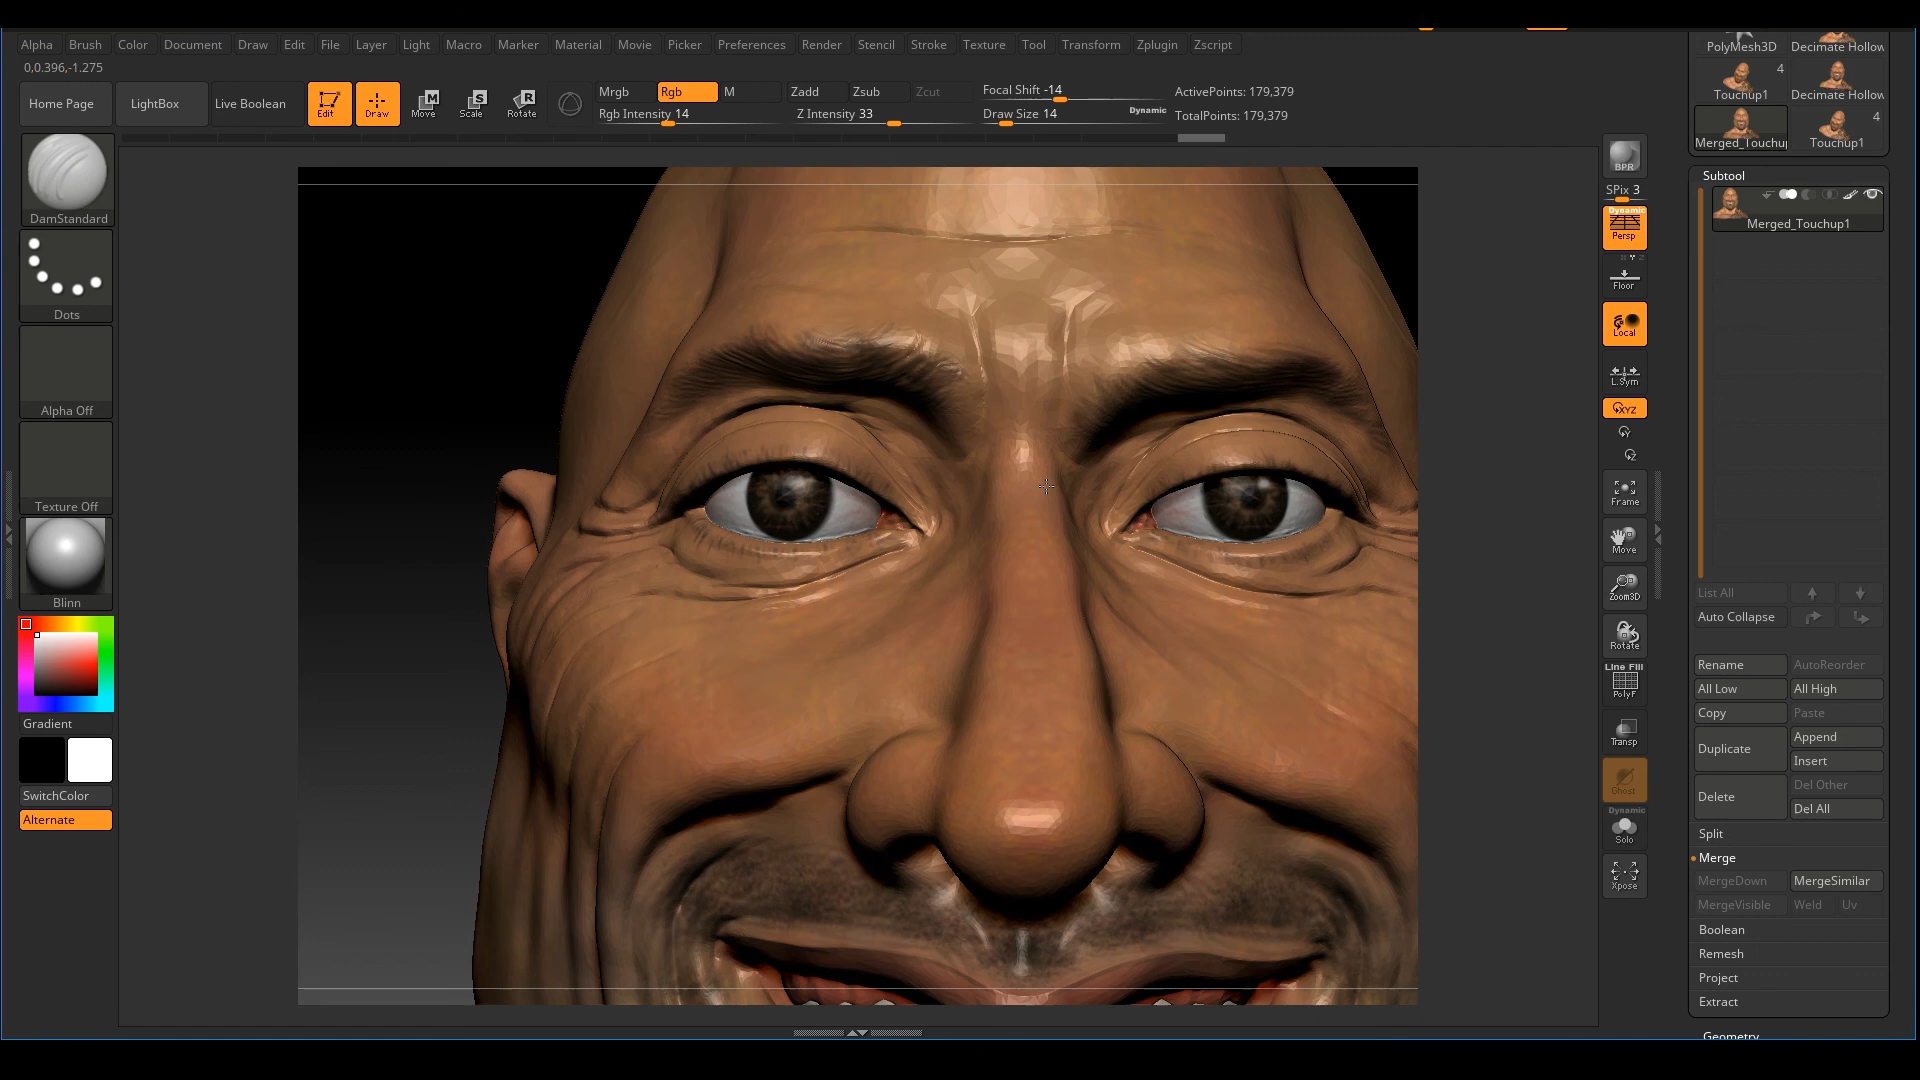 Alpha Brush Color Document Draw Edit File Layer Light Macro Marker Material Movie Picker Preferences Render Stencil Stroke Texture Tool Transform Zplugin Zscript
0,0.396,-1.275
Home Page LightBox Live Boolean Edit Draw Move Scale Rotate
M S R
Mrgb Rgb M Zadd Zsub Zcut Focal Shift -14 ActivePoints: 179,379
Rgb Intensity 14 Z Intensity 33 Draw Size 14 Dynamic TotalPoints: 179,379
DamStandard
Dots
Alpha Off
Texture Off
Blinn
Gradient
SwitchColor
Alternate
BPR
SPix 3
Dynamic
Persp
Floor
Local
L.Sym
XYZ
Y
Z
Frame
Move
Zoom3D
Rotate
Line Fill
PolyF
Transp
Ghost
Dynamic
Solo
Xpose
PolyMesh3D Decimate Hollow
4
Touchup1 Decimate Hollow
4
Merged_Touchup Touchup1
Subtool
Merged_Touchup1
List All
Auto Collapse
Rename AutoReorder
All Low All High
Copy Paste
Duplicate Append
Insert
Delete Del Other
Del All
Split
Merge
MergeDown MergeSimilar
MergeVisible Weld Uv
Boolean
Remesh
Project
Extract
Geometry